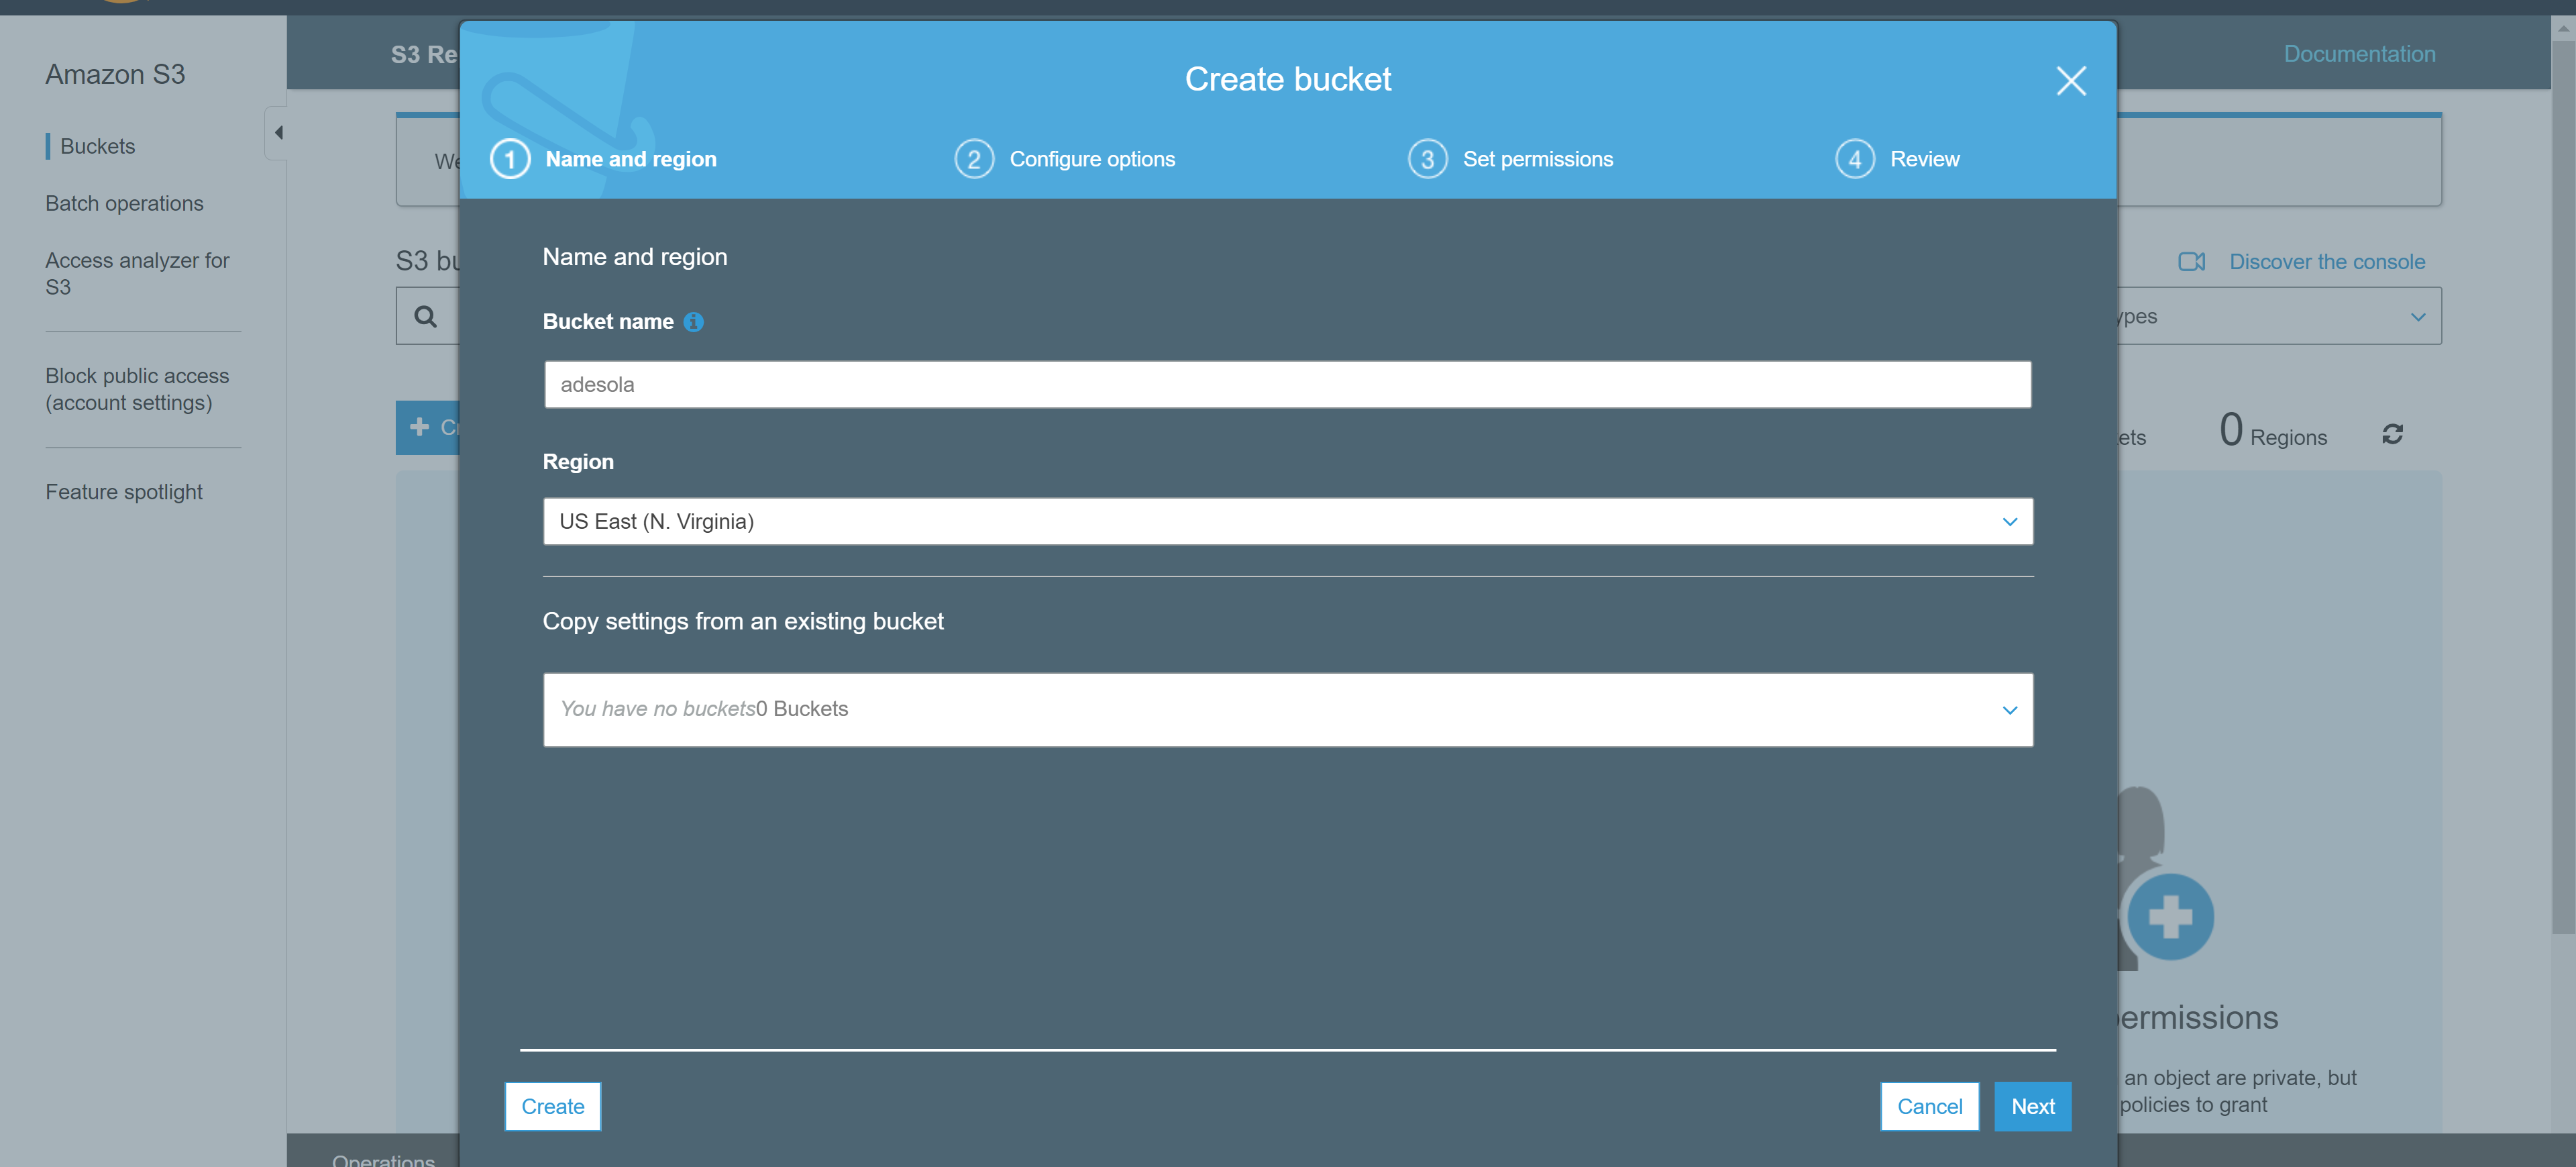 Amazon S3
Buckets
Batch operations
Access analyzer for
S3
Block public access
(account settings)
Feature spotlight
S3 Re
Documentation
We
S3 bu
Discover the console
ypes
Cr
ets
0 Regions
Create bucket
1 Name and region
2 Configure options
3 Set permissions
4 Review
Name and region
Bucket name
adesola
Region
US East (N. Virginia)
Copy settings from an existing bucket
You have no buckets0 Buckets
ermissions
an object are private, but
policies to grant
Create
Cancel
Next
Operations